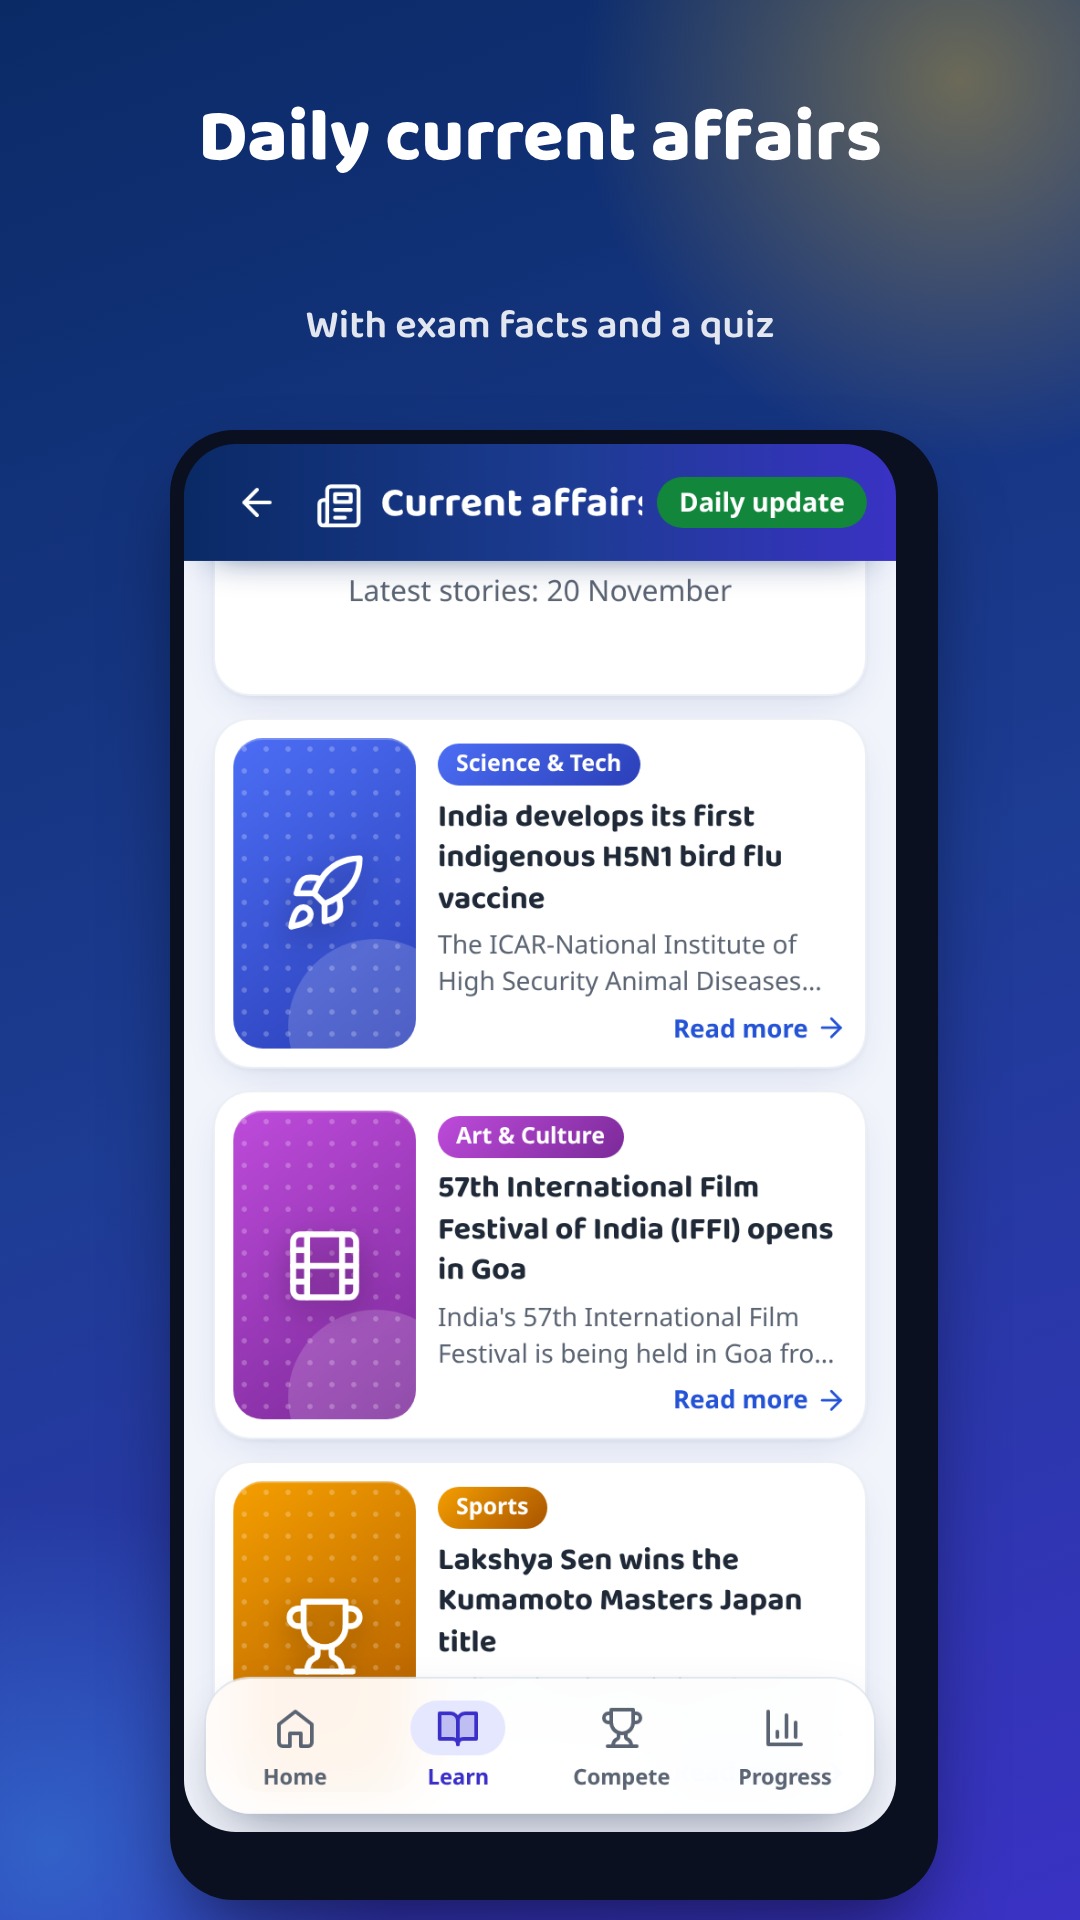 Daily current affairs
With exam facts and a quiz
Current affairs
Daily update
Latest stories: 20 November
Science & Tech
India develops its first
indigenous H5N1 bird flu
vaccine
The ICAR-National Institute of
High Security Animal Diseases...
Read more
Art & Culture
57th International Film
Festival of India (IFFI) opens
in Goa
India's 57th International Film
Festival is being held in Goa fro...
Read more
Sports
Lakshya Sen wins the
Kumamoto Masters Japan
title
Home
Learn
Compete
Progress